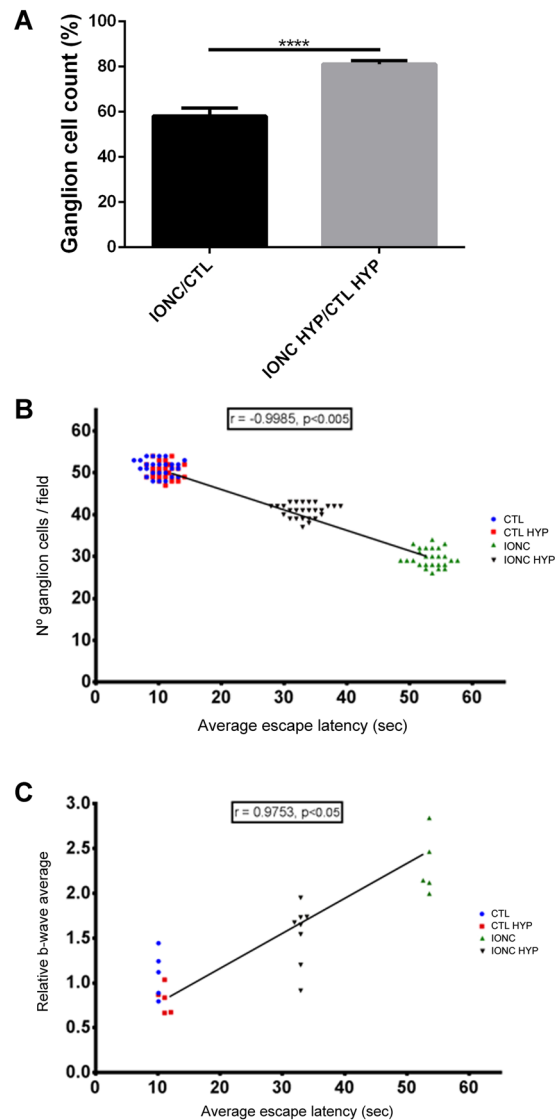 A
Ganglion cell count (%)
100
80
60
40
20
0
****
IONC/CTL
IONC HYP/CTL HYP
B
r = -0.9985, p<0.005
Nº ganglion cells / field
60
50
40
30
20
10
0
0 10 20 30 40 50 60
Average escape latency (sec)
CTL
CTL HYP
IONC
IONC HYP
C
r = 0.9753, p<0.05
Relative b-wave average
3.0
2.5
2.0
1.5
1.0
0.5
0.0
0 10 20 30 40 50 60
Average escape latency (sec)
CTL
CTL HYP
IONC
IONC HYP